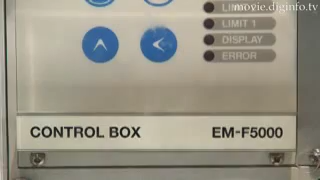 movie.diginfo.tv
LIMIT 1
DISPLAY
ERROR
CONTROL BOX EM-F5000